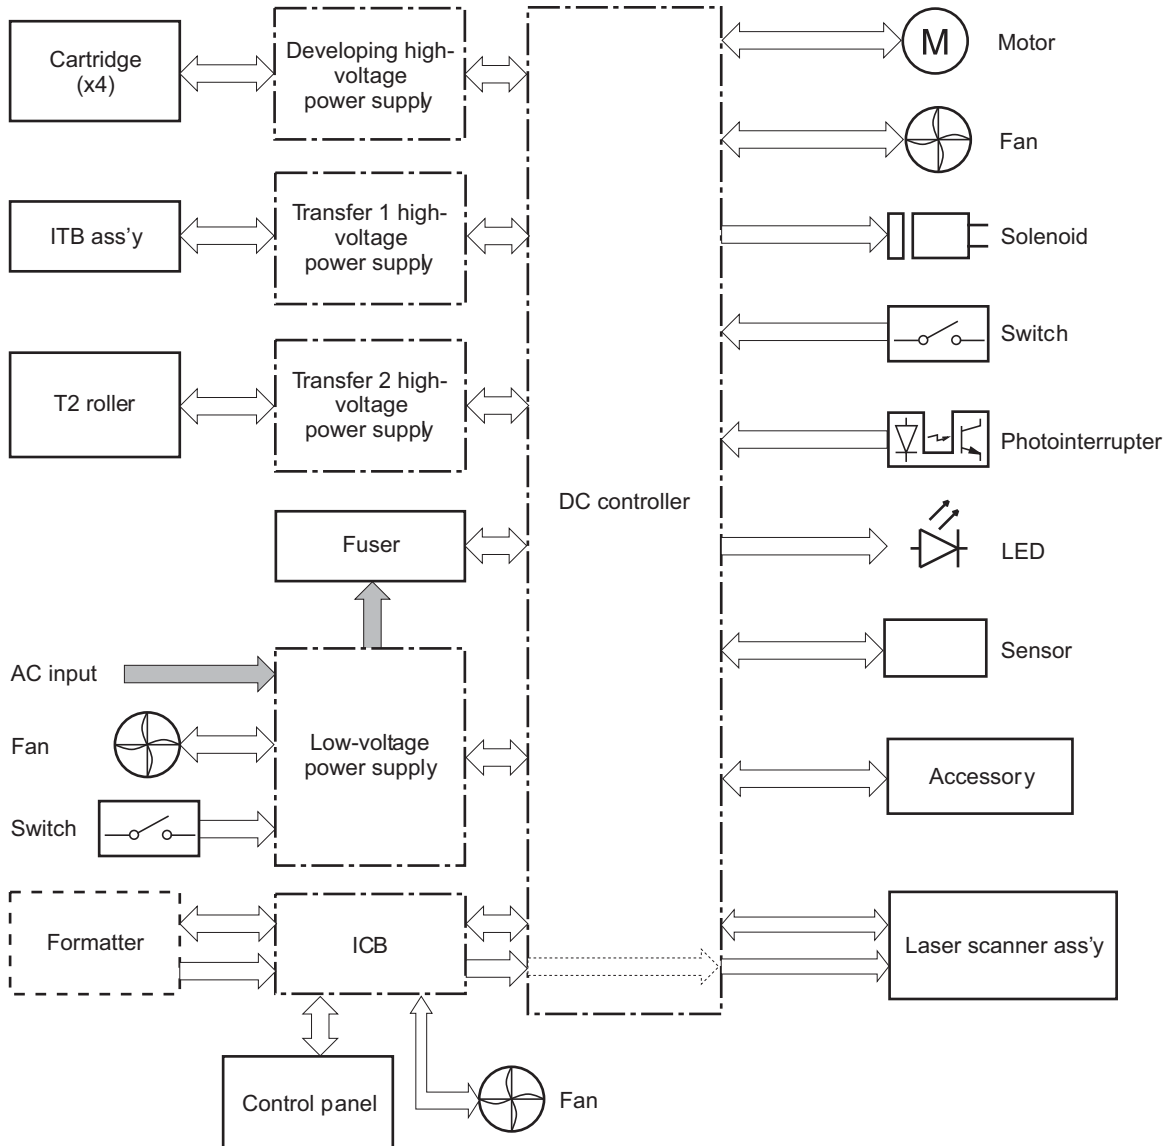 Cartridge
(x4)
Developing high-
voltage
power supply
M
Motor
Fan
ITB ass'y
Transfer 1 high-
voltage
power supply
Solenoid
Switch
T2 roller
Transfer 2 high-
voltage
power supply
Photointerrupter
DC controller
Fuser
LED
Sensor
AC input
Fan
Low-voltage
power supply
Accessory
Switch
Formatter
ICB
Laser scanner ass'y
Control panel
Fan